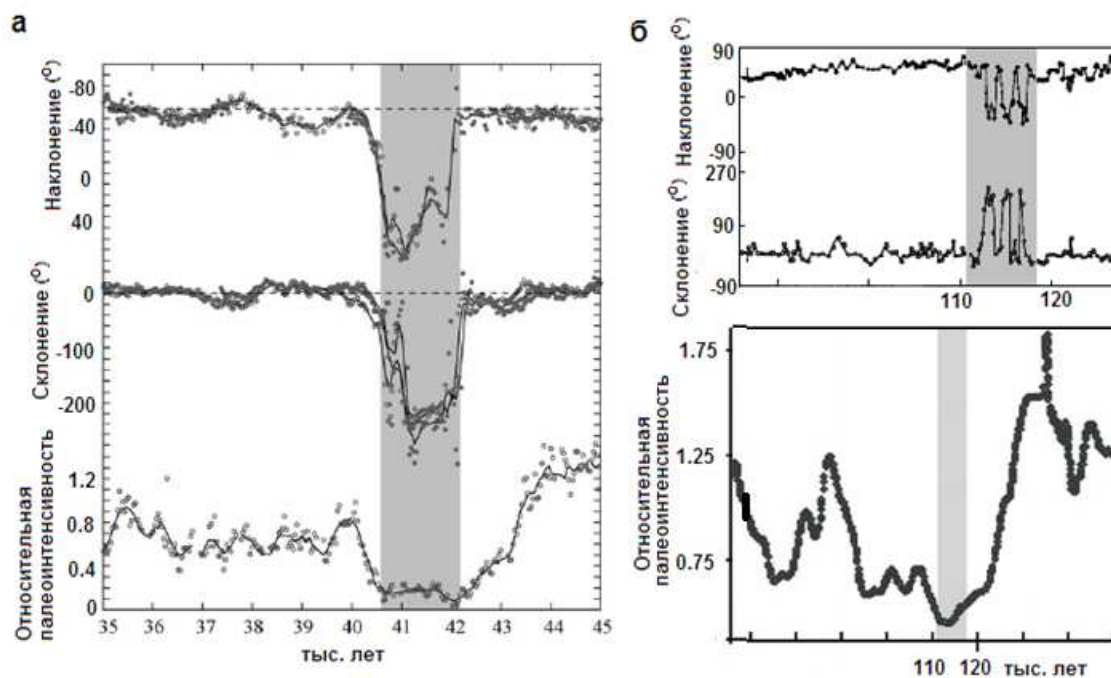 а
Наклонение (°)
-80
-40
0
40
Склонение (°)
0
-100
-200
Относительная
палеоинтенсивность
1.2
0.8
0.4
0
35 36 37 38 39 40 41 42 43 44 45
тыс. лет
б
Наклонение (°)
90
0
-90
Склонение (°)
270
90
-90
110 120
Относительная
палеоинтенсивность
1.75
1.25
0.75
110 120 тыс. лет